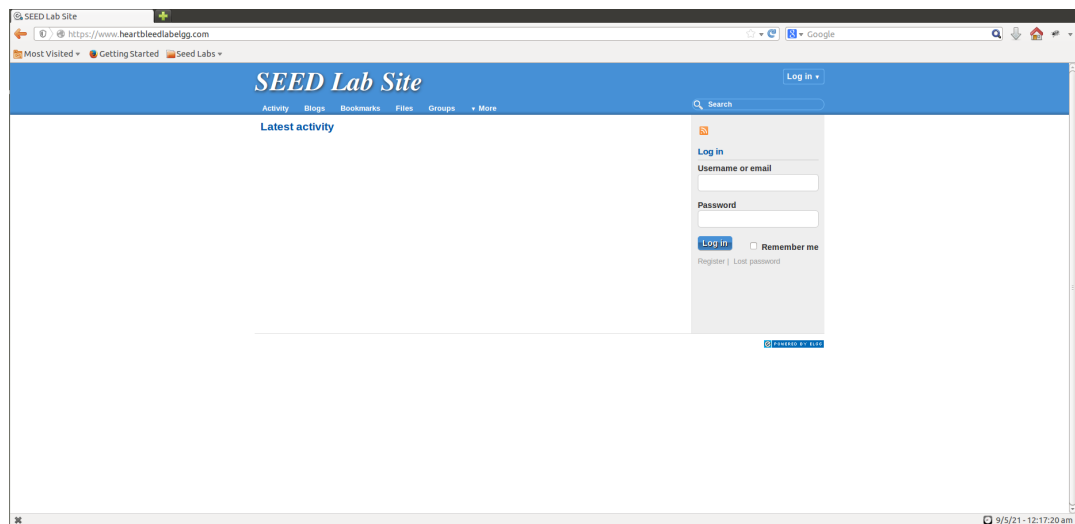 SEED Lab Site
https://www.heartbleedlabelgg.com
Google
Most Visited
Getting Started
Seed Labs
SEED Lab Site
Log in
Activity Blogs Bookmarks Files Groups More
Search
Latest activity
Log in
Username or email
Password
Log in
Remember me
Register | Lost password
POWERED BY ELGG
9/5/21 - 12:17:20 am